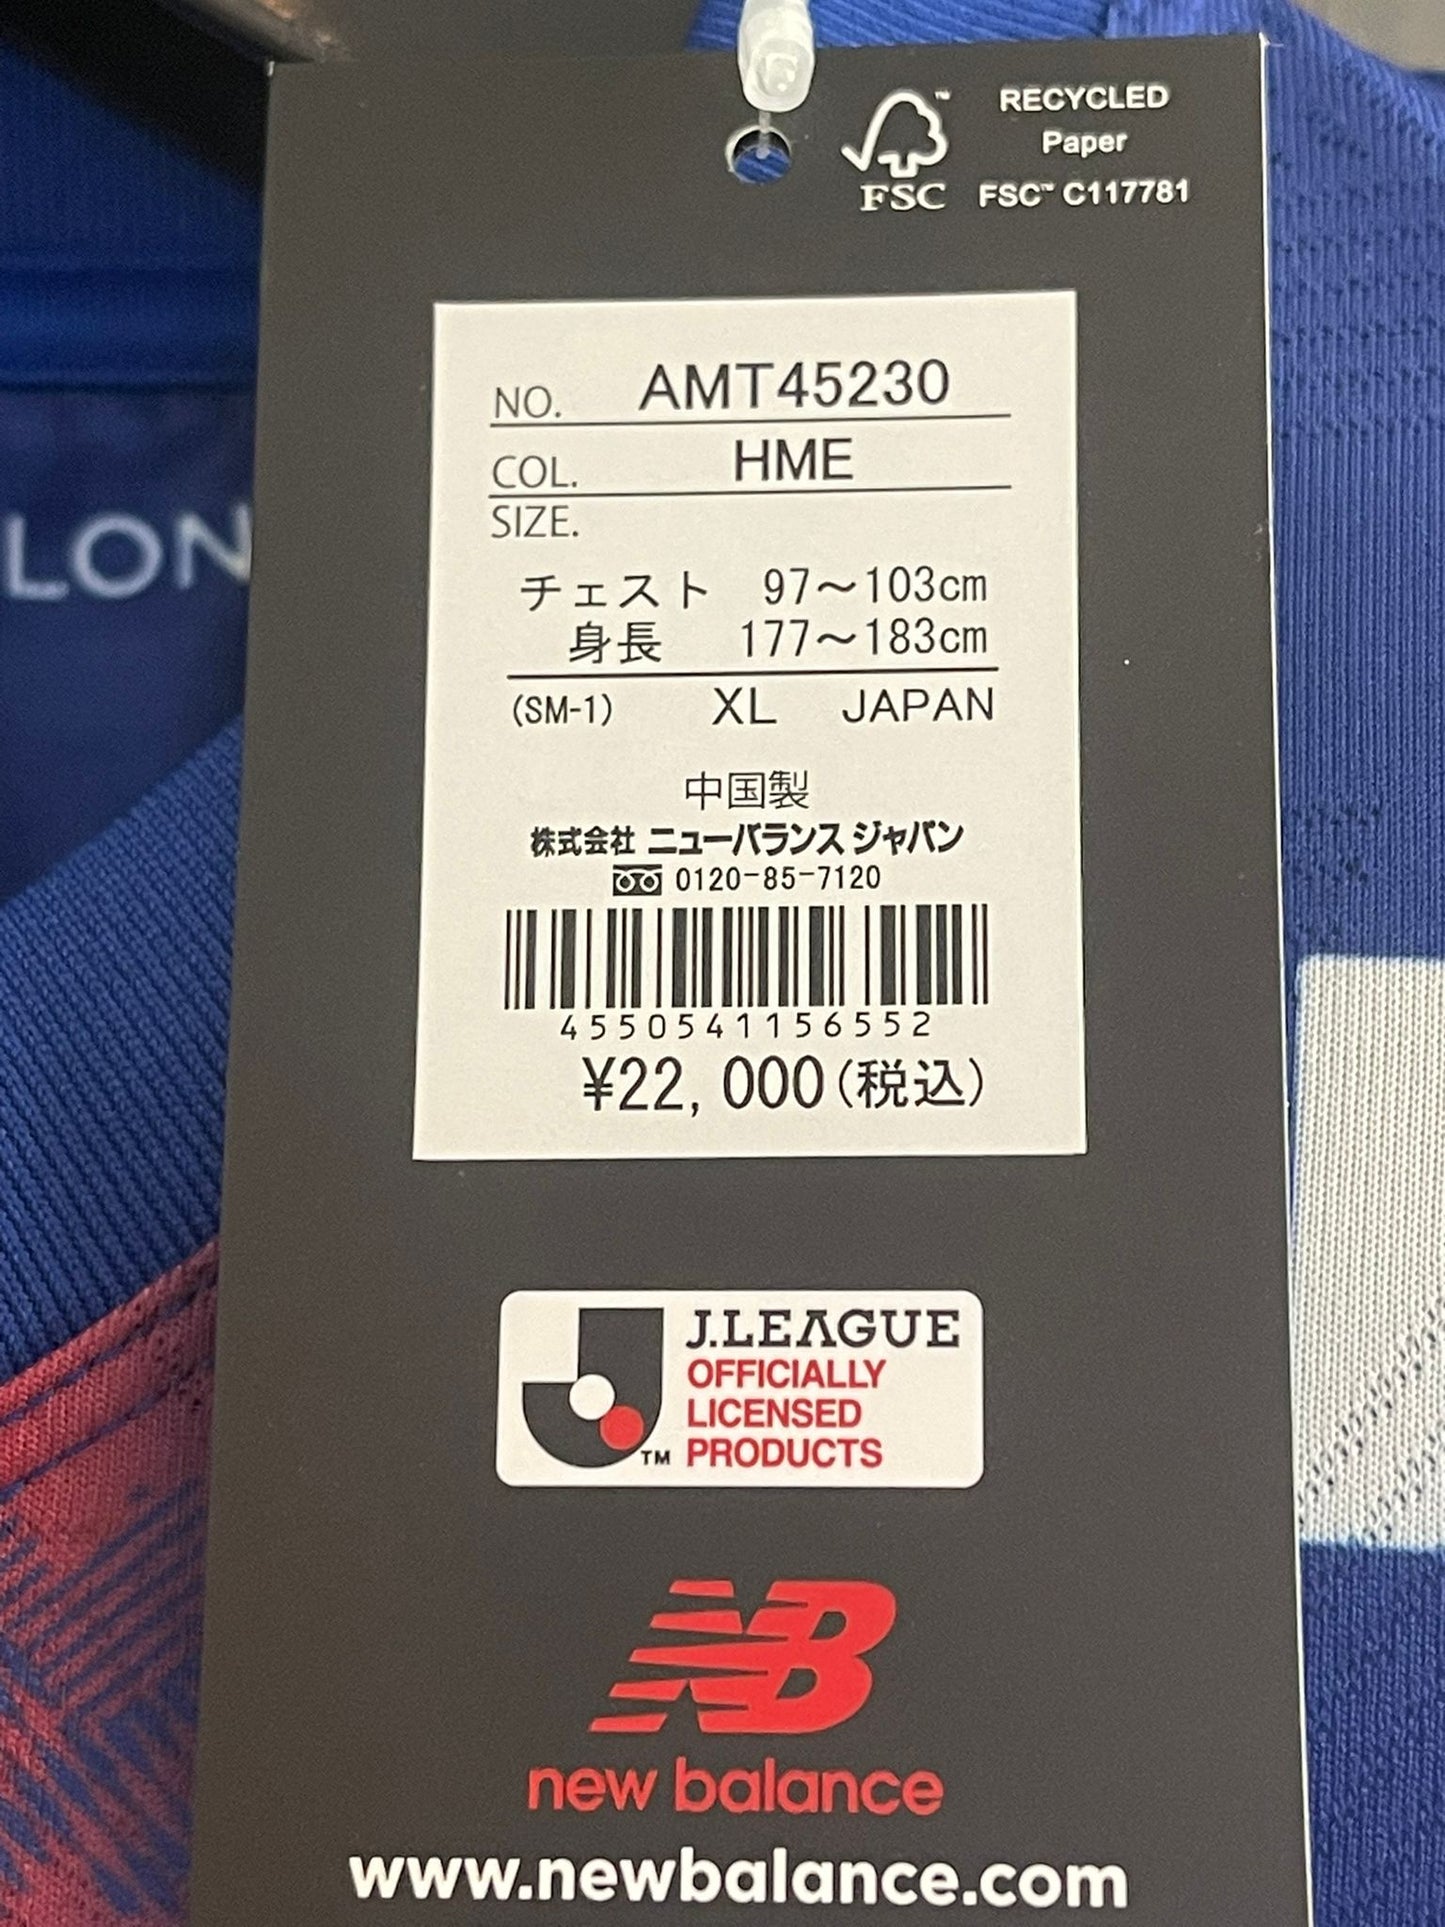 FSC
RECYCLED
Paper
FSC™ C117781
NO. AMT45230
COL. HME
SIZE.
チェスト 97～103cm
身長 177～183cm
(SM-1) XL JAPAN
中国製
株式会社 ニューバランス ジャパン
0120-85-7120
4550541156552
¥22,000(税込)
J.LEAGUE
OFFICIALLY
LICENSED
PRODUCTS
TM
NB
new balance
www.newbalance.com
LON